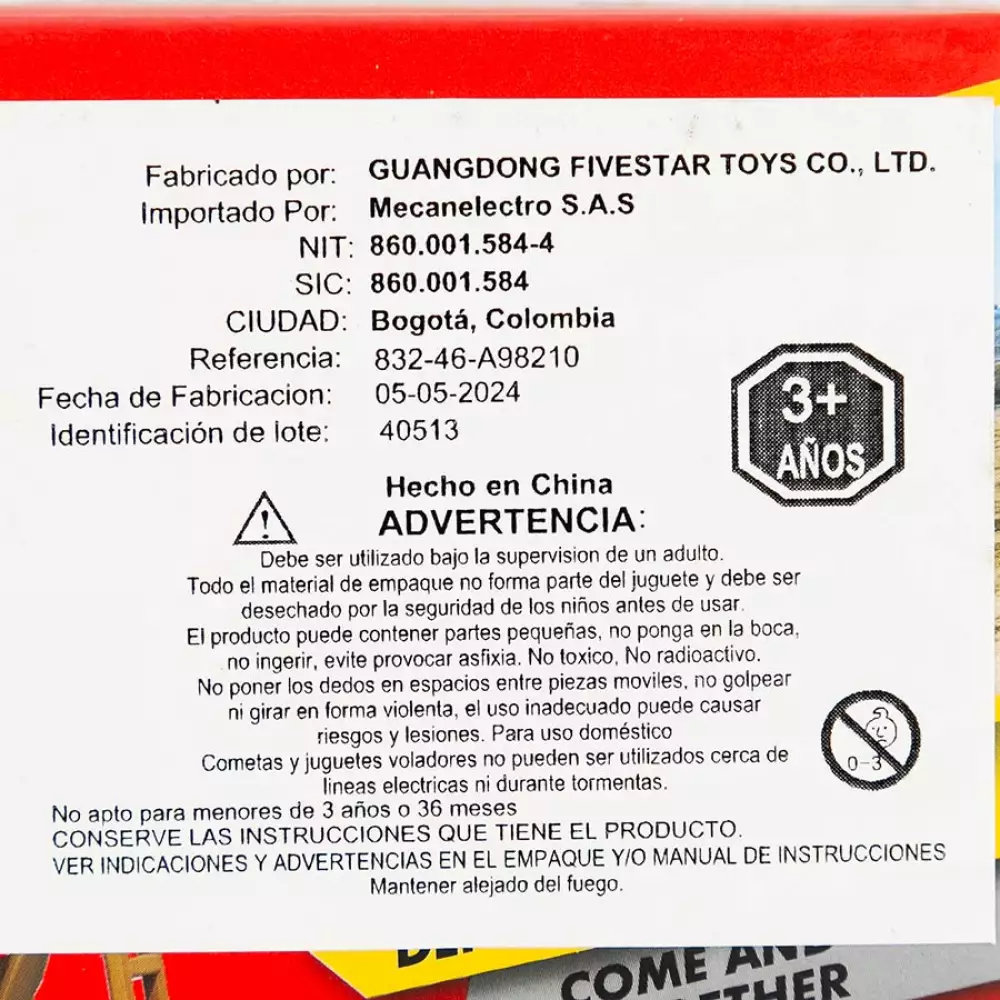 Fabricado por: GUANGDONG FIVESTAR TOYS CO., LTD.
Importado Por: Mecanelectro S.A.S
NIT: 860.001.584-4
SIC: 860.001.584
CIUDAD: Bogotá, Colombia
Referencia: 832-46-A98210
Fecha de Fabricacion: 05-05-2024
Identificación de lote: 40513
3+
AÑOS
Hecho en China
ADVERTENCIA:
Debe ser utilizado bajo la supervision de un adulto.
Todo el material de empaque no forma parte del juguete y debe ser
desechado por la seguridad de los niños antes de usar.
El producto puede contener partes pequeñas, no ponga en la boca,
no ingerir, evite provocar asfixia. No toxico, No radioactivo.
No poner los dedos en espacios entre piezas moviles, no golpear
ni girar en forma violenta, el uso inadecuado puede causar
riesgos y lesiones. Para uso doméstico
Cometas y juguetes voladores no pueden ser utilizados cerca de
lineas electricas ni durante tormentas.
0-3
No apto para menores de 3 años o 36 meses
CONSERVE LAS INSTRUCCIONES QUE TIENE EL PRODUCTO.
VER INDICACIONES Y ADVERTENCIAS EN EL EMPAQUE Y/O MANUAL DE INSTRUCCIONES
Mantener alejado del fuego.
COME AND